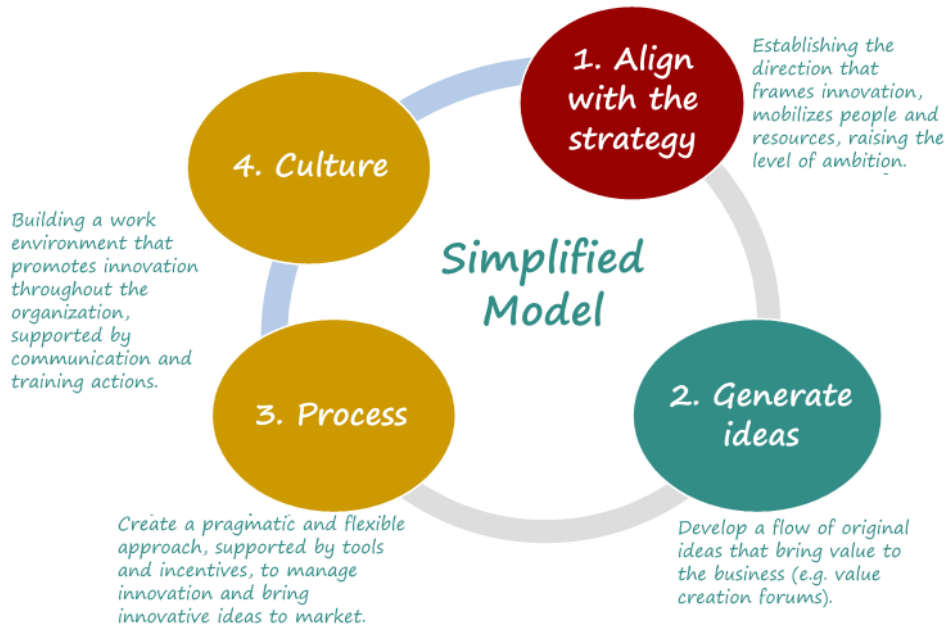 1. Align
with the
strategy
Establishing the
direction that
frames innovation,
mobilizes people and
resources, raising the
level of ambition.
4. Culture
Building a work
environment that
promotes innovation
throughout the
organization,
supported by
communication and
training actions.
Simplified
Model
2. Generate
ideas
Develop a flow of original
ideas that bring value to
the business (e.g. value
creation forums).
3. Process
Create a pragmatic and flexible
approach, supported by tools
and incentives, to manage
innovation and bring
innovative ideas to market.